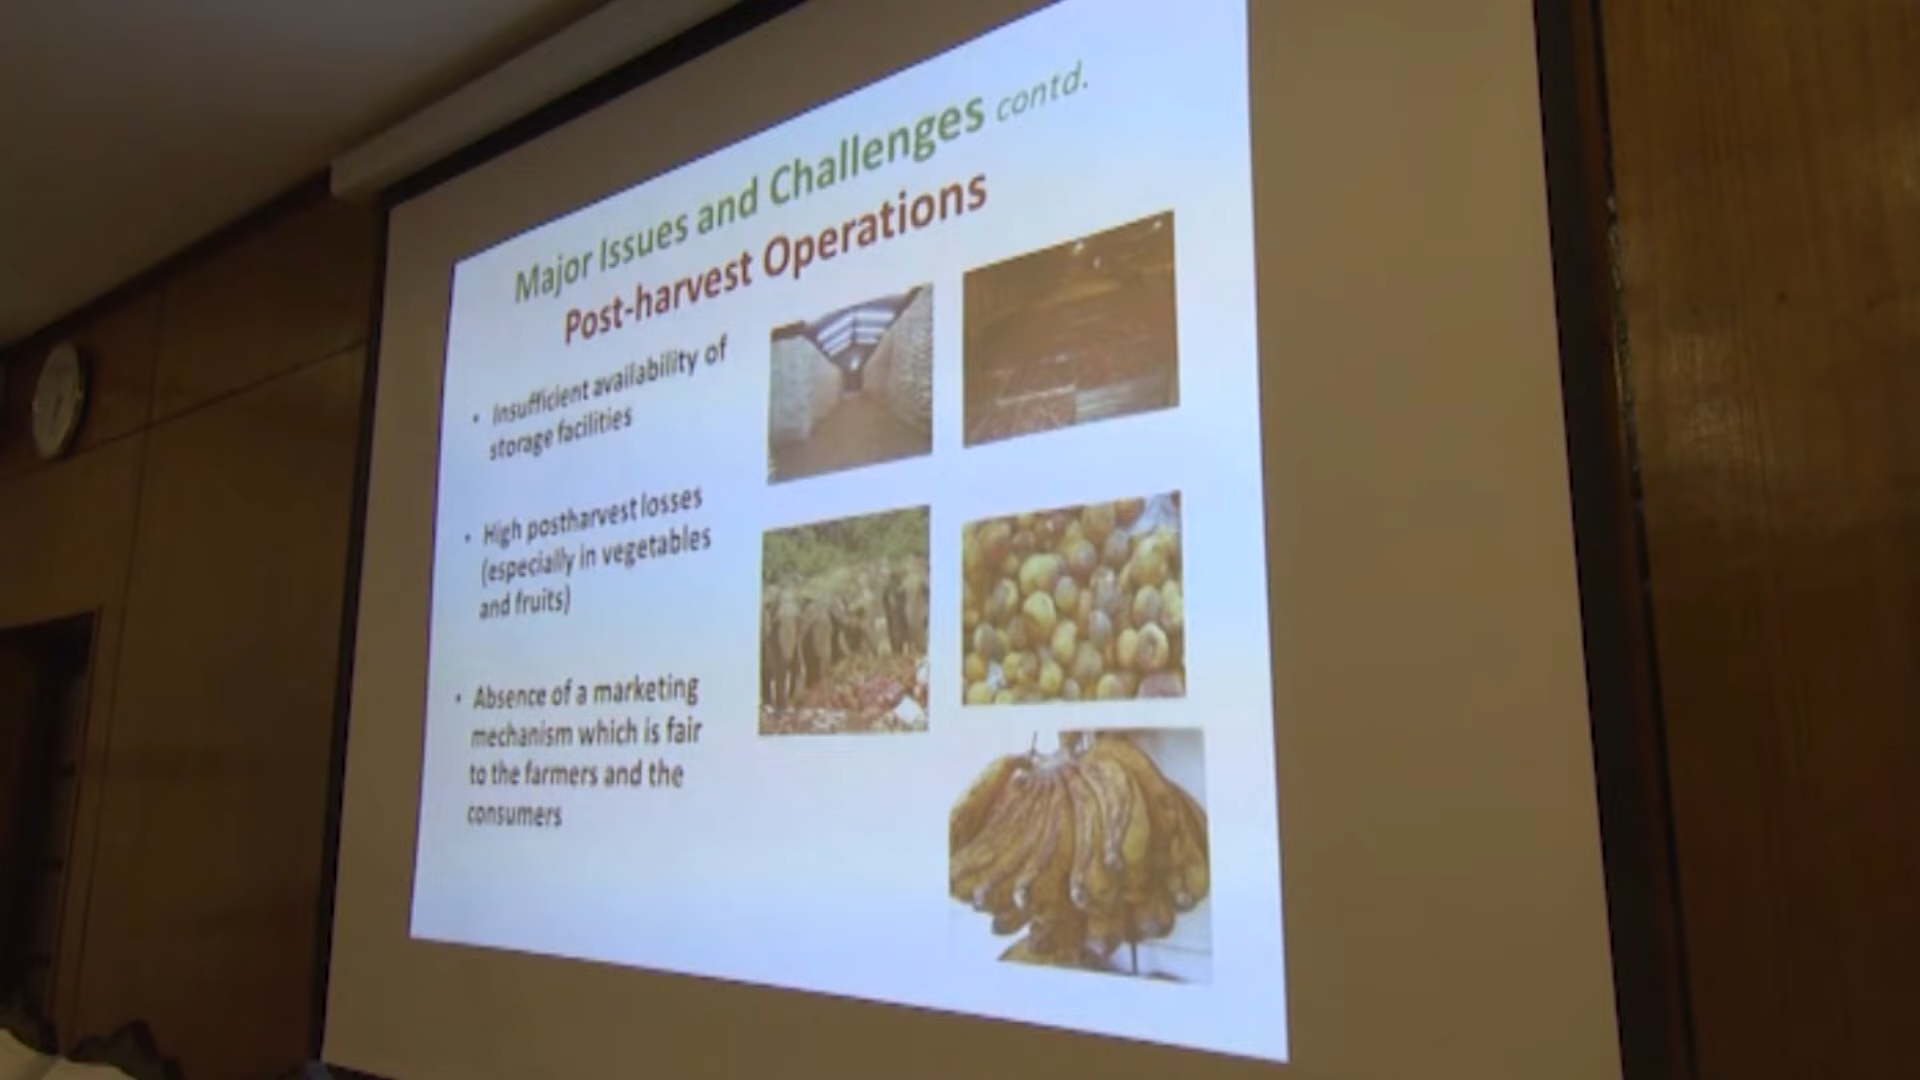 Major Issues and Challenges contd.
Post-harvest Operations
• Insufficient availability of
storage facilities
• High postharvest losses
(especially in vegetables
and fruits)
• Absence of a marketing
mechanism which is fair
to the farmers and the
consumers